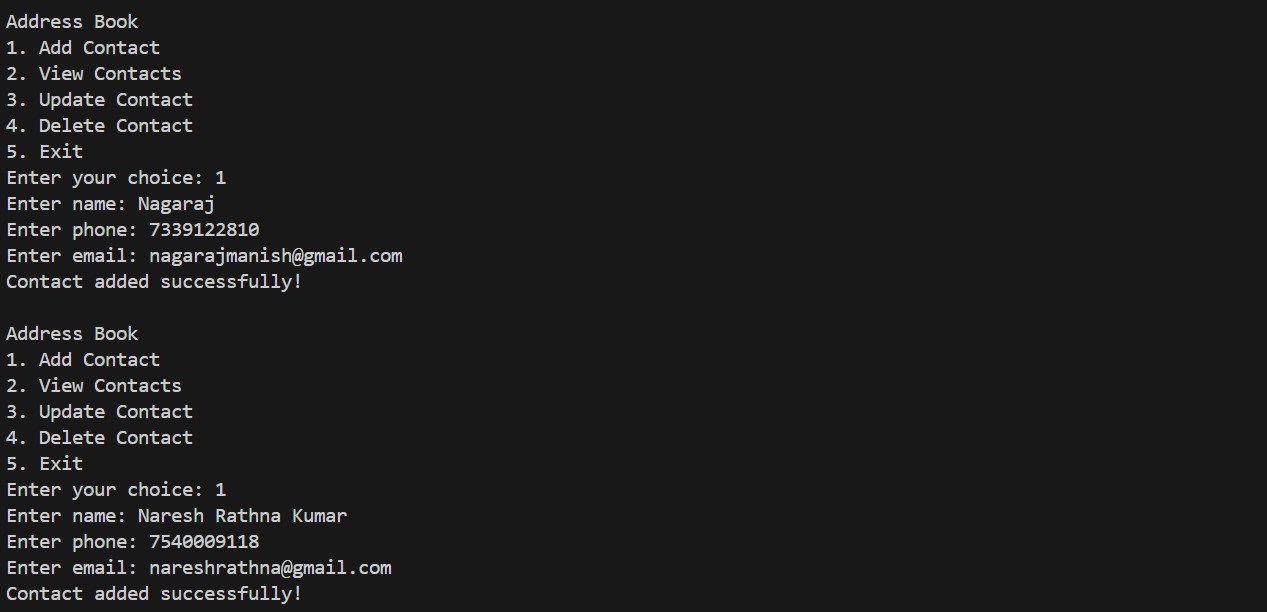 Address Book
1. Add Contact
2. View Contacts
3. Update Contact
4. Delete Contact
5. Exit
Enter your choice: 1
Enter name: Nagaraj
Enter phone: 7339122810
Enter email: nagarajmanish@gmail.com
Contact added successfully!

Address Book
1. Add Contact
2. View Contacts
3. Update Contact
4. Delete Contact
5. Exit
Enter your choice: 1
Enter name: Naresh Rathna Kumar
Enter phone: 7540009118
Enter email: nareshrathna@gmail.com
Contact added successfully!